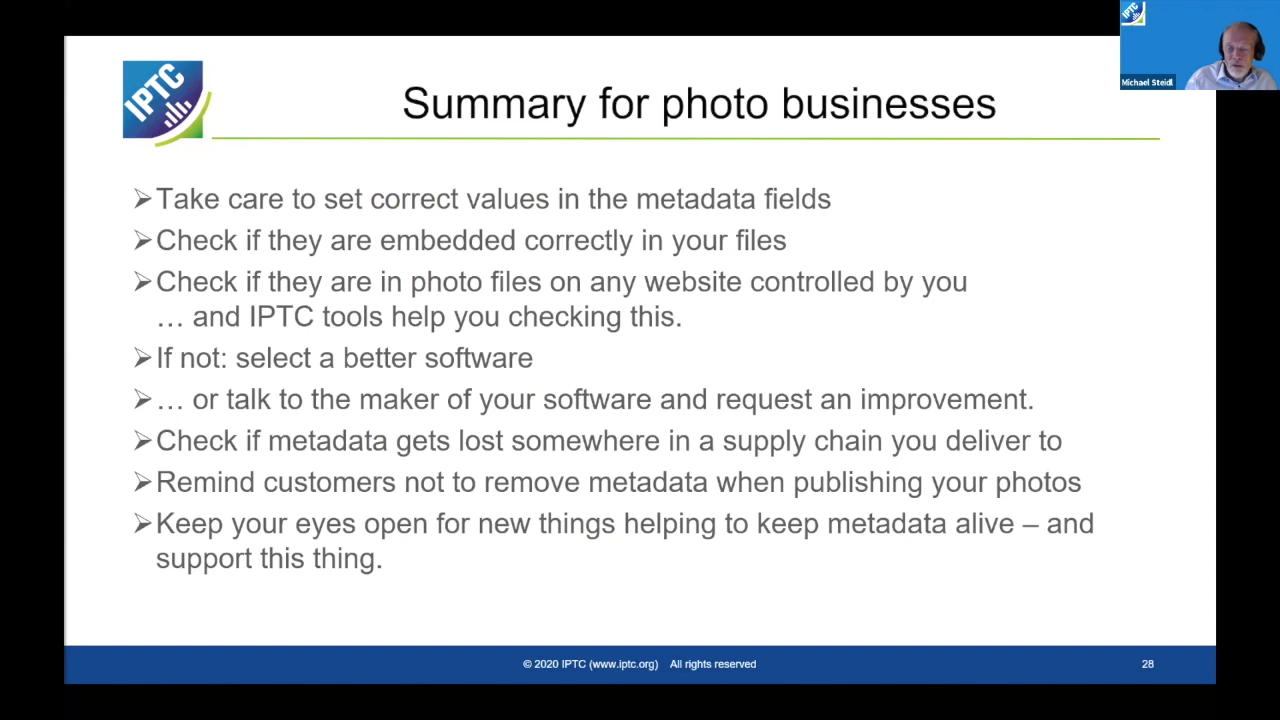 IPTC
Michael Steidl
IPTC
Summary for photo businesses
➢Take care to set correct values in the metadata fields
➢Check if they are embedded correctly in your files
➢Check if they are in photo files on any website controlled by you
… and IPTC tools help you checking this.
➢If not: select a better software
➢… or talk to the maker of your software and request an improvement.
➢Check if metadata gets lost somewhere in a supply chain you deliver to
➢Remind customers not to remove metadata when publishing your photos
➢Keep your eyes open for new things helping to keep metadata alive – and
support this thing.
© 2020 IPTC (www.iptc.org) All rights reserved
28